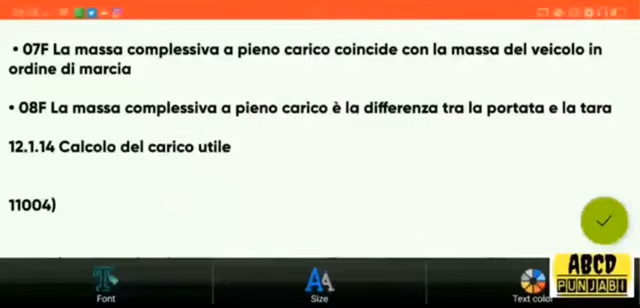 • 07F La massa complessiva a pieno carico coincide con la massa del veicolo in
ordine di marcia
• 08F La massa complessiva a pieno carico è la differenza tra la portata e la tara
12.1.14 Calcolo del carico utile
11004)
Font
Size
Text color
ABCD
PUNJABI